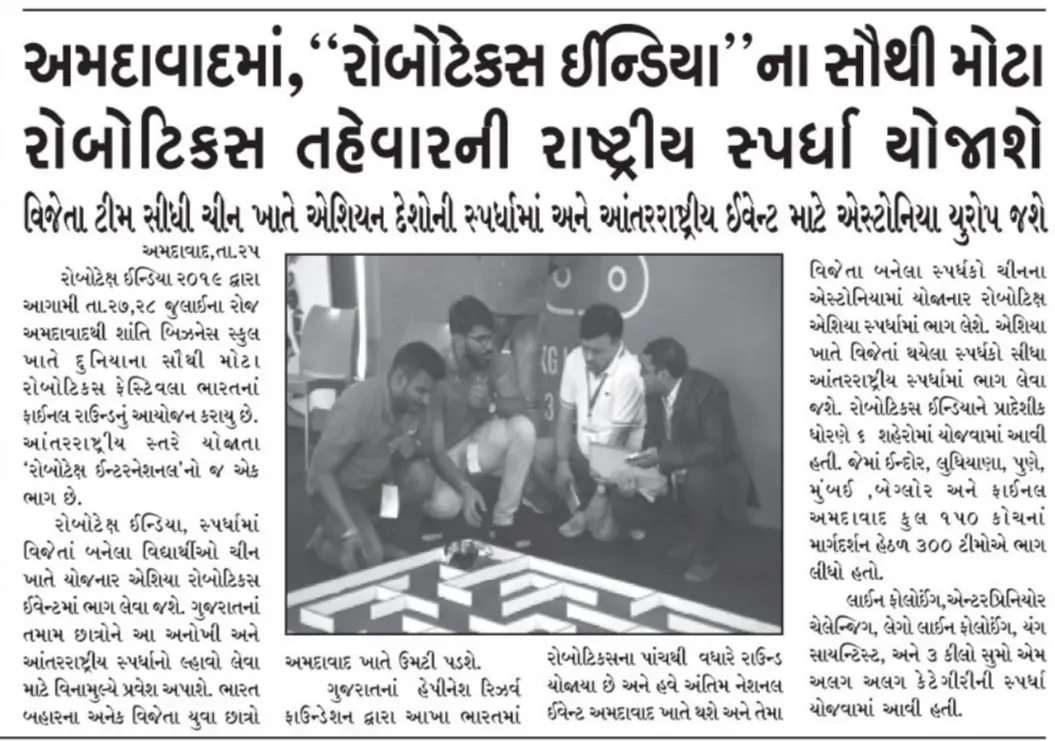 અમદાવાદમાં, “રોબોટેકસ ઈન્ડિયા”ના સૌથી મોટા
રોબોટિકસ તહેવારની રાષ્ટ્રીય સ્પર્ધા યોજાશે
વિજેતા ટીમ સીધી ચીન ખાતે એશિયન દેશોની સ્પર્ધામાં અને આંતરરાષ્ટ્રીય ઈવેન્ટ માટે એસ્ટોનિયા યુરોપ જશે
અમદાવાદ,તા.૨૫
રોબોટેક્ષ ઈન્ડિયા ૨૦૧૯ દ્વારા
આગામી તા.૨૭,૨૮ જુલાઈના રોજ
અમદાવાદથી શાંતિ બિઝનેસ સ્કુલ
ખાતે દુનિયાના સૌથી મોટા
રોબોટિકસ ફેસ્ટિવલા ભારતનાં
ફાઈનલ રાઉન્ડનું આયોજન કરાયુ છે.
આંતરરાષ્ટ્રીય સ્તરે યોજાતા
‘રોબોટેક્ષ ઈન્ટરનેશનલ’નો જ એક
ભાગ છે.
રોબોટેક્ષ ઈન્ડિયા, સ્પર્ધામાં
વિજેતાં બનેલા વિદ્યાર્થીઓ ચીન
ખાતે યોજનાર એશિયા રોબોટિકસ
ઈવેન્ટમાં ભાગ લેવા જશે. ગુજરાતનાં
તમામ છાત્રોને આ અનોખી અને
આંતરરાષ્ટ્રીય સ્પર્ધાનો લ્હાવો લેવા
માટે વિનામુલ્યે પ્રવેશ અપાશે. ભારત
બહારના અનેક વિજેતા યુવા છાત્રો
અમદાવાદ ખાતે ઉમટી પડશે.
ગુજરાતનાં હેપીનેશ રિઝર્વ
ફાઉન્ડેશન દ્વારા આખા ભારતમાં
રોબોટિકસના પાંચથી વધારે રાઉન્ડ
યોજાયા છે અને હવે અંતિમ નેશનલ
ઈવેન્ટ અમદાવાદ ખાતે થશે અને તેમા
વિજેતા બનેલા સ્પર્ધકો ચીનના
એસ્ટોનિયામાં યોજાનાર રોબોટિક્ષ
એશિયા સ્પર્ધામાં ભાગ લેશે. એશિયા
ખાતે વિજેતાં થયેલા સ્પર્ધકો સીધા
આંતરરાષ્ટ્રીય સ્પર્ધામાં ભાગ લેવા
જશે. રોબોટિકસ ઈન્ડિયાને પ્રાદેશીક
ધોરણે ૬ શહેરોમાં યોજવામાં આવી
હતી. જેમાં ઈન્દોર, લુધિયાણા, પુણે,
મુંબઈ ,બેંગ્લોર અને ફાઈનલ
અમદાવાદ કુલ ૧૫૦ કોચનાં
માર્ગદર્શન હેઠળ ૩૦૦ ટીમોએ ભાગ
લીધો હતો.
લાઈન ફોલોઈંગ,એન્ટરપ્રિનિયોર
ચેલેન્જિગ, લેગો લાઈન ફોલોઈંગ, યંગ
સાયન્ટિસ્ટ, અને ૩ કીલો સુમો એમ
અલગ અલગ કેટેગીરીની સ્પર્ધા
યોજવામાં આવી હતી.